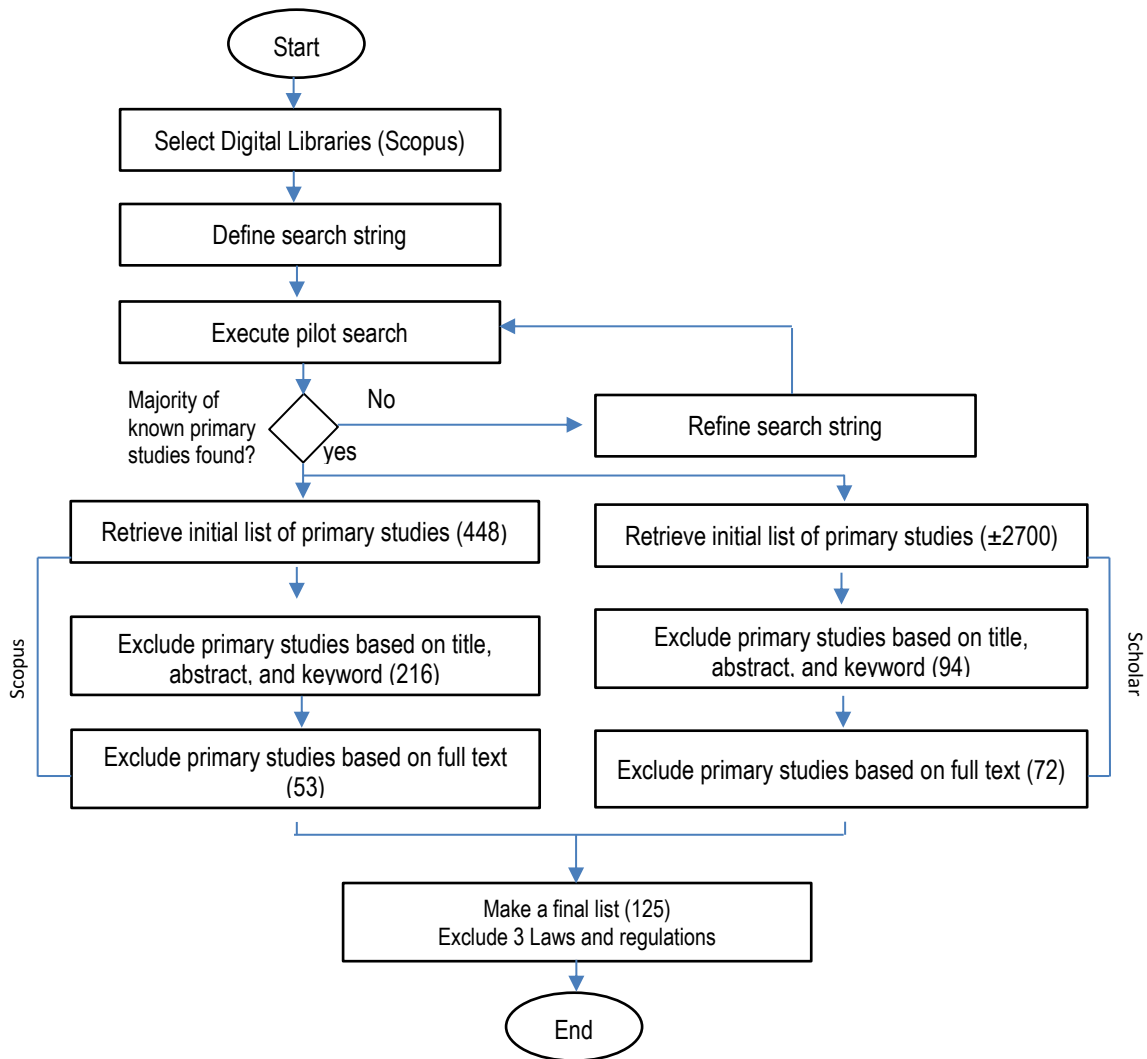 Start
Select Digital Libraries (Scopus)
Define search string
Execute pilot search
Majority of
known primary
studies found?
No
yes
Refine search string
Retrieve initial list of primary studies (448)
Retrieve initial list of primary studies (±2700)
Scopus
Exclude primary studies based on title,
abstract, and keyword (216)
Exclude primary studies based on title,
abstract, and keyword (94)
Scholar
Exclude primary studies based on full text
(53)
Exclude primary studies based on full text (72)
Make a final list (125)
Exclude 3 Laws and regulations
End